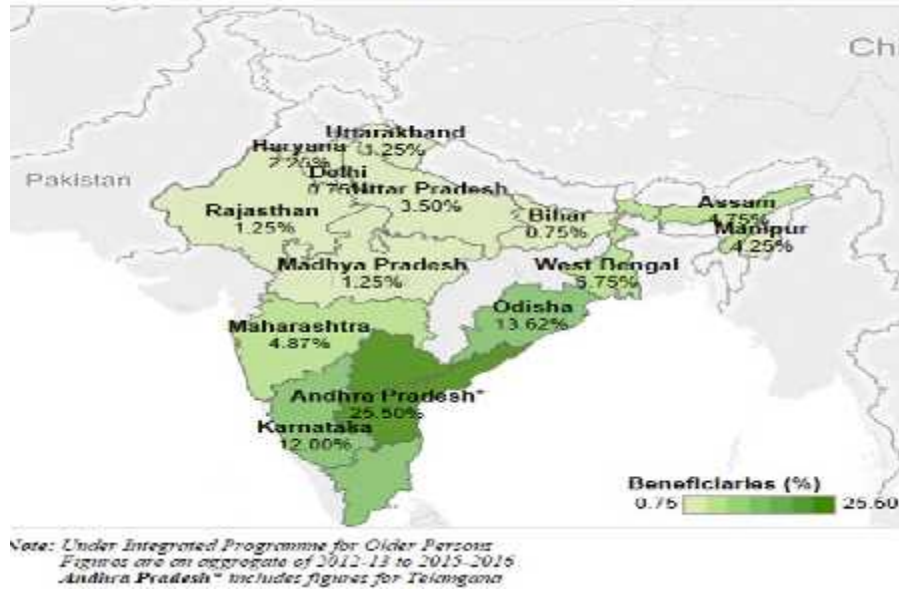 Ch
Uttarakhand
1.25%
Haryana
Delhi
Pakistan
Uttar Pradesh
3.50%
Rajasthan
1.25%
Bihar
0.75%
Assam
4.75%
Manipur
4.25%
Madhya Pradesh
1.25%
West Bengal
Odisha
13.62%
Maharashtra
4.87%
Andhra Pradesh*
25.50%
Karnataka
12.00%
Beneficiaries (%)
0.75
25.50
Note: Under Integrated Programme for Older Persons
Figures are an aggregate of 2012-13 to 2015-2016
Andhra Pradesh* includes figures for Telangana